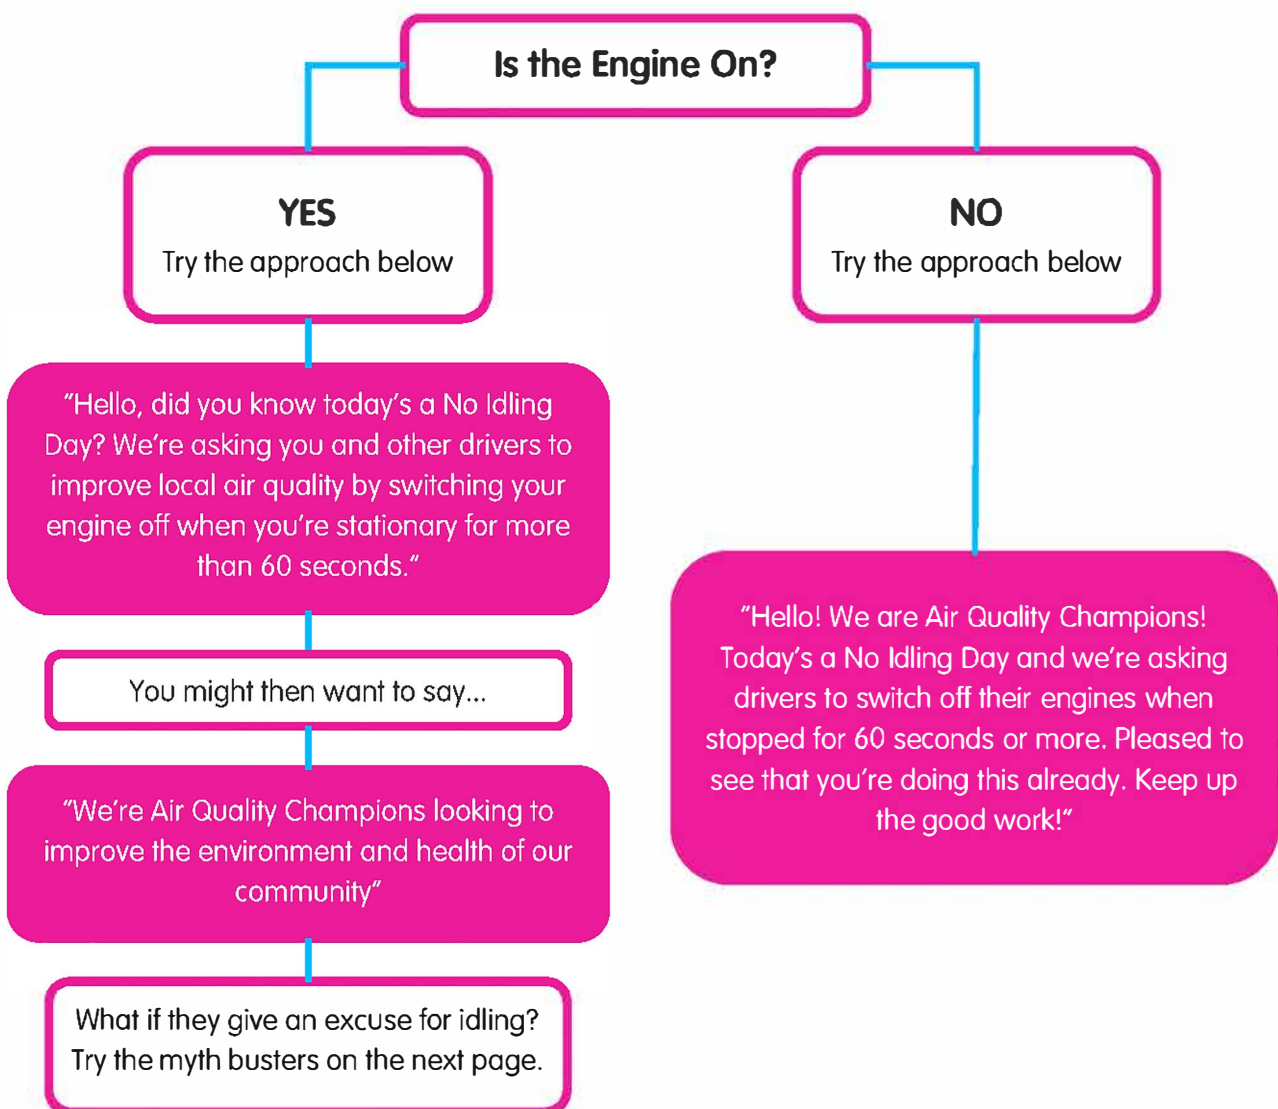 Is the Engine On?
YES
Try the approach below
"Hello, did you know today's a No Idling
Day? We're asking you and other drivers to
improve local air quality by switching your
engine off when you're stationary for more
than 60 seconds."
You might then want to say...
"We're Air Quality Champions looking to
improve the environment and health of our
community"
What if they give an excuse for idling?
Try the myth busters on the next page.
NO
Try the approach below
"Hello! We are Air Quality Champions!
Today's a No Idling Day and we're asking
drivers to switch off their engines when
stopped for 60 seconds or more. Pleased to
see that you're doing this already. Keep up
the good work!"